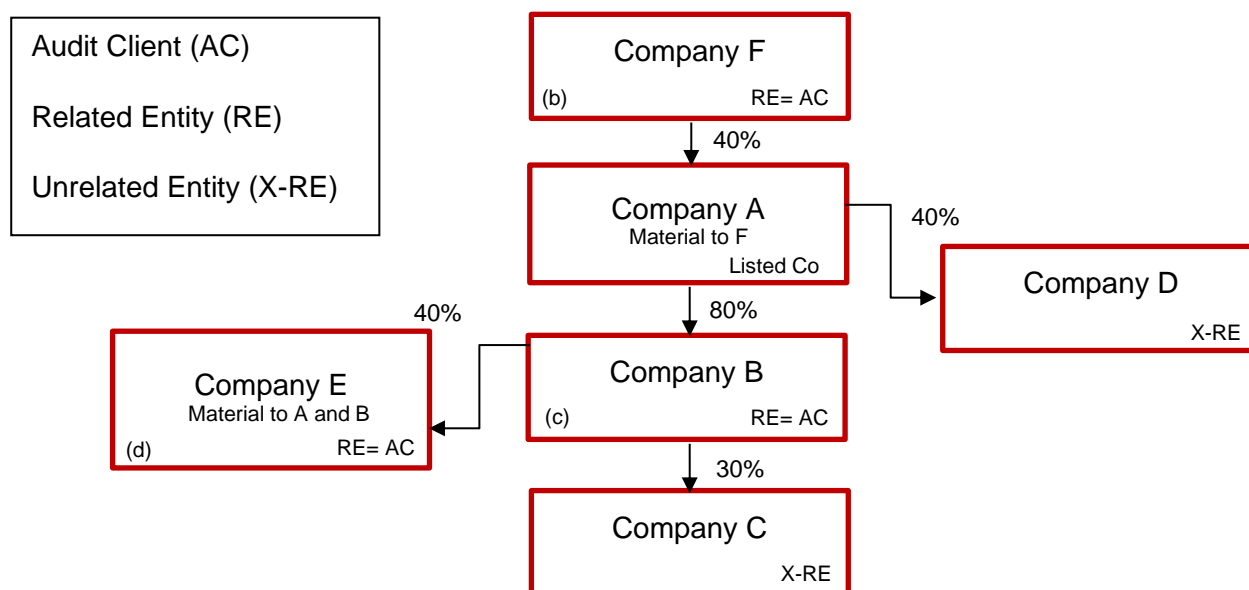 Audit Client (AC)
Related Entity (RE)
Unrelated Entity (X-RE)
Company F
(b) RE= AC
40%
Company A
Material to F
Listed Co
40%
Company D
X-RE
80%
40%
Company E
Material to A and B
(d) RE= AC
Company B
(c) RE= AC
30%
Company C
X-RE